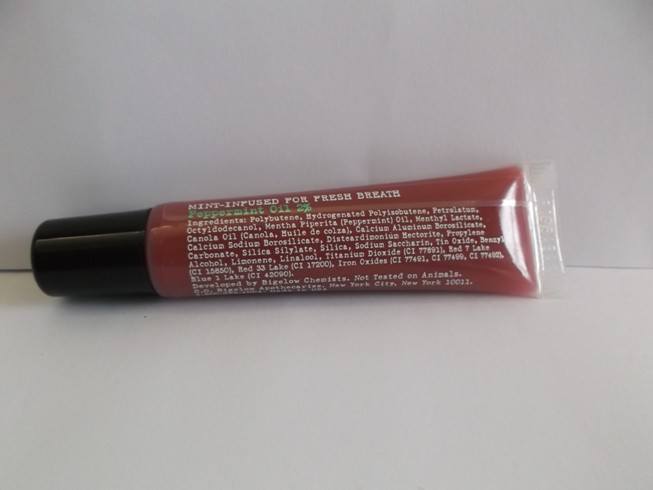 MINT-INFUSED FOR FRESH BREATH
Peppermint Oil 2%
Ingredients: Polybutene, Hydrogenated Polyisobutene, Petrolatum,
Octyldodecanol, Mentha Piperita (Peppermint) Oil, Menthyl Lactate,
Canola Oil (Canola, Huile de colza), Calcium Aluminum Borosilicate,
Calcium Sodium Borosilicate, Disteardimonium Hectorite, Propylene
Carbonate, Silica Silylate, Silica, Sodium Saccharin, Tin Oxide, Benzyl
Alcohol, Limonene, Linalool, Titanium Dioxide (CI 77891), Red 7 Lake
(CI 15850), Red 33 Lake (CI 17200), Iron Oxides (CI 77491, CI 77499, CI 77492),
Blue 1 Lake (CI 42090).
Developed by Bigelow Chemists. Not Tested on Animals.
C.O. Bigelow Apothecaries, New York City, New York 10011.